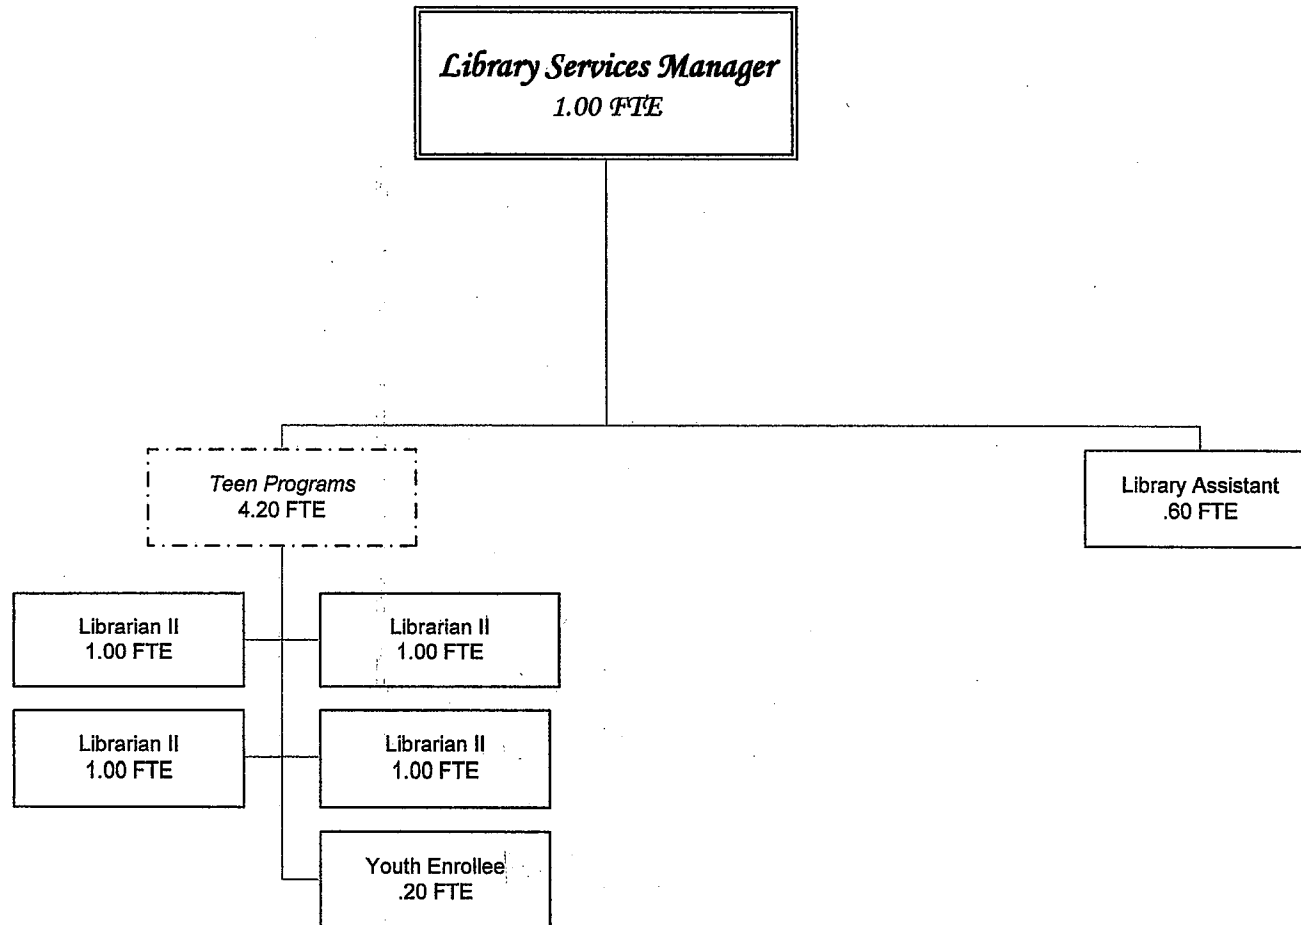 Library Services Manager
1.00 FTE
Teen Programs
4.20 FTE
Library Assistant
.60 FTE
Librarian II
1.00 FTE
Librarian II
1.00 FTE
Librarian II
1.00 FTE
Librarian II
1.00 FTE
Youth Enrollee
.20 FTE